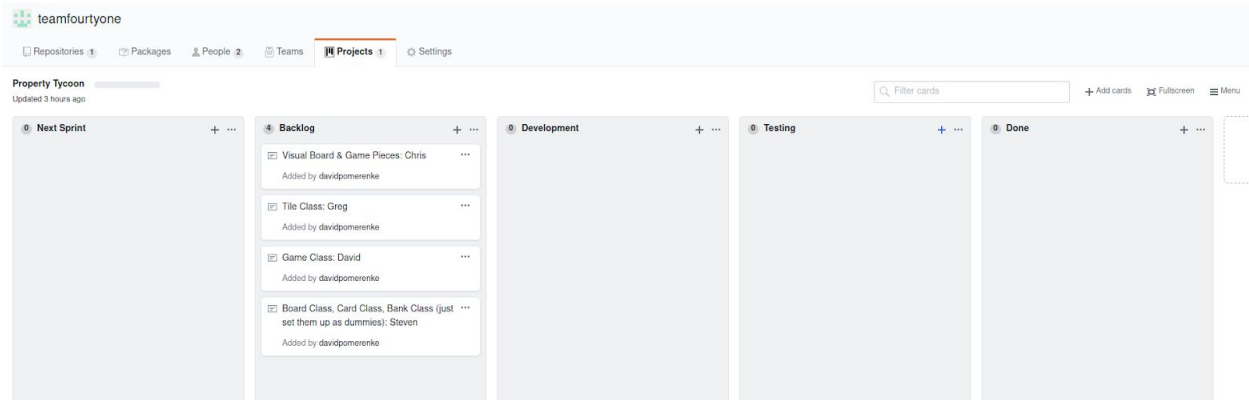 teamfourtyone
Repositories 1 Packages People 2 Teams Projects 1 Settings
Property Tycoon
Updated 3 hours ago
Filter cards
Add cards Fullscreen Menu
0 Next Sprint + ...
4 Backlog + ...
Visual Board & Game Pieces: Chris ...
Added by davidpomerenke
Tile Class: Greg ...
Added by davidpomerenke
Game Class: David ...
Added by davidpomerenke
Board Class, Card Class, Bank Class (just ...
set them up as dummies): Steven
Added by davidpomerenke
0 Development + ...
0 Testing + ...
0 Done + ...